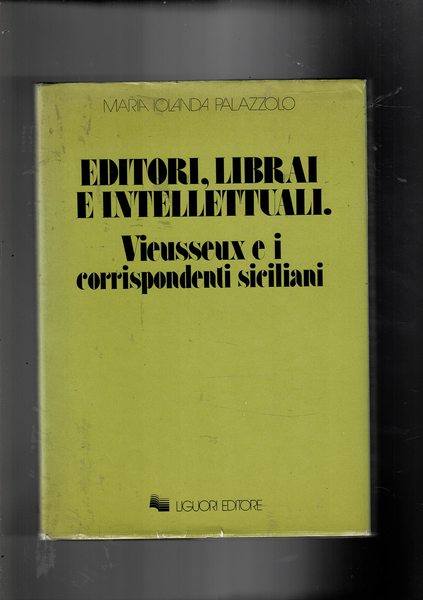 MARIA IOLANDA PALAZZOLO
EDITORI, LIBRAI
E INTELLETTUALI.
Vieusseux e i
corrispondenti siciliani
LIGUORI EDITORE